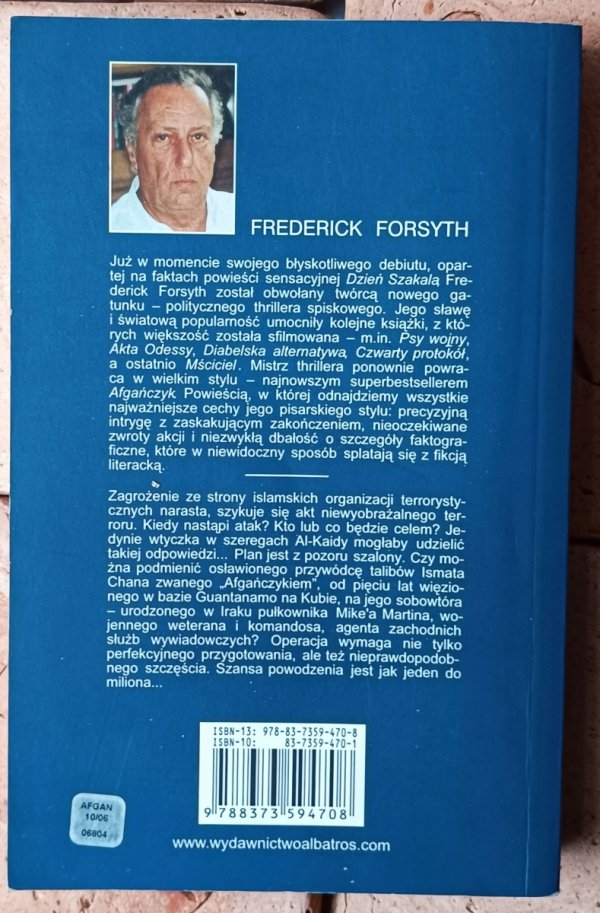 FREDERICK FORSYTH
Już w momencie swojego błyskotliwego debiutu, opar-
tej na faktach powieści sensacyjnej Dzień Szakala, Fre-
derick Forsyth został obwołany twórcą nowego ga-
tunku – politycznego thrillera spiskowego. Jego sławę
i światową popularność umocniły kolejne książki, z któ-
rych większość została sfilmowana – m.in. Psy wojny,
Akta Odessy, Diabelska alternatywa, Czwarty protokół,
a ostatnio Mściciel. Mistrz thrillera ponownie powra-
ca w wielkim stylu – najnowszym superbestsellerem
Afgańczyk. Powieścią, w której odnajdziemy wszystkie
najważniejsze cechy jego pisarskiego stylu: precyzyjną
intrygę z zaskakującym zakończeniem, nieoczekiwane
zwroty akcji i niezwykłą dbałość o szczegóły faktogra-
ficzne, które w niewidoczny sposób splatają się z fikcją
literacką.
Zagrożenie ze strony islamskich organizacji terrorysty-
cznych narasta, szykuje się akt niewyobrażalnego ter-
roru. Kiedy nastąpi atak? Kto lub co będzie celem? Je-
dynie wtyczka w szeregach Al-Kaidy mogłaby udzielić
takiej odpowiedzi... Plan jest z pozoru szalony. Czy mo-
żna podmienić osławionego przywódcę talibów Ismata
Chana zwanego „Afgańczykiem”, od pięciu lat więzio-
nego w bazie Guantanamo na Kubie, na jego sobowtóra
– urodzonego w Iraku pułkownika Mike'a Martina, wo-
jennego weterana i komandosa, agenta zachodnich
służb wywiadowczych? Operacja wymaga nie tylko
perfekcyjnego przygotowania, ale też nieprawdopodob-
nego szczęścia. Szansa powodzenia jest jak jeden do
miliona...
ISBN-13: 978-83-7359-470-8
ISBN-10: 83-7359-470-1
9 788373 594708
AFGAN
10/06
06804
www.wydawnictwoalbatros.com